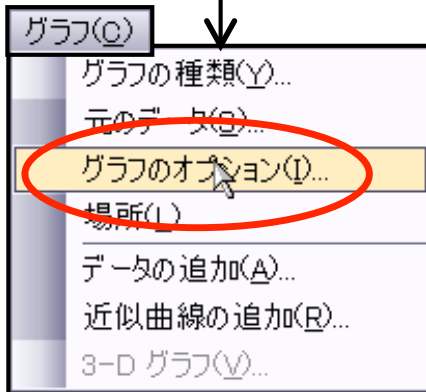 グラフ(C)
グラフの種類(Y)...
元のデータ(S)...
グラフのオプション(I)...
場所(L)
データの追加(A)...
近似曲線の追加(R)...
3-D グラフ(V)...